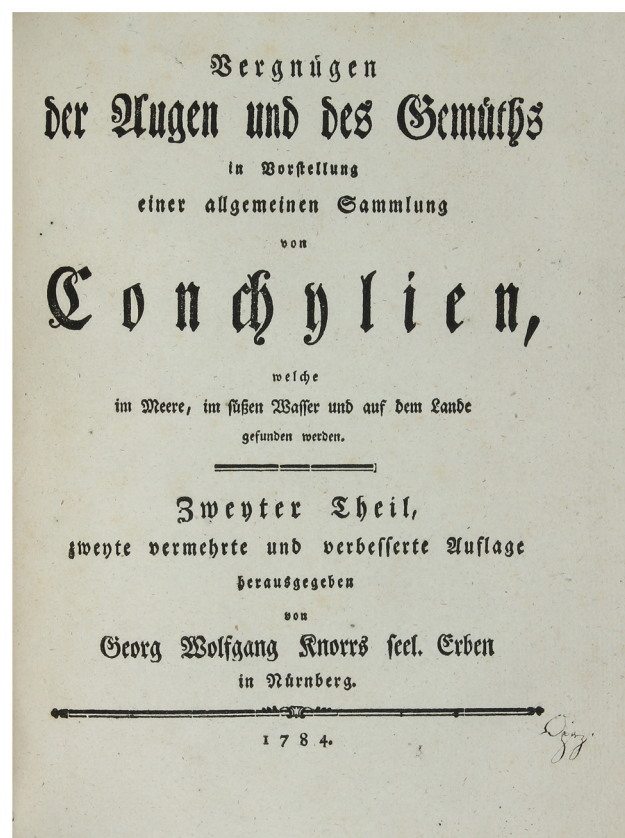 Vergnügen
der Augen und des Gemüths
in Vorstellung
einer allgemeinen Sammlung
von
Conchylien,
welche
im Meere, im süßen Wasser und auf dem Lande
gefunden werden.
Zweyter Theil,
zweyte vermehrte und verbesserte Auflage
herausgegeben
von
Georg Wolfgang Knorrs seel. Erben
in Nürnberg.
1784.